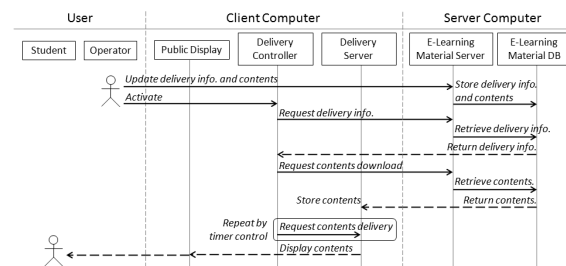 User Client Computer Server Computer
Student Operator Public Display Delivery Controller Delivery Server E-Learning Material Server E-Learning Material DB
Update delivery info. and contents
Store delivery info. and contents
Activate
Request delivery info.
Retrieve delivery info.
Return delivery info.
Request contents download
Retrieve contents.
Store contents
Return contents.
Repeat by timer control
Request contents delivery
Display contents